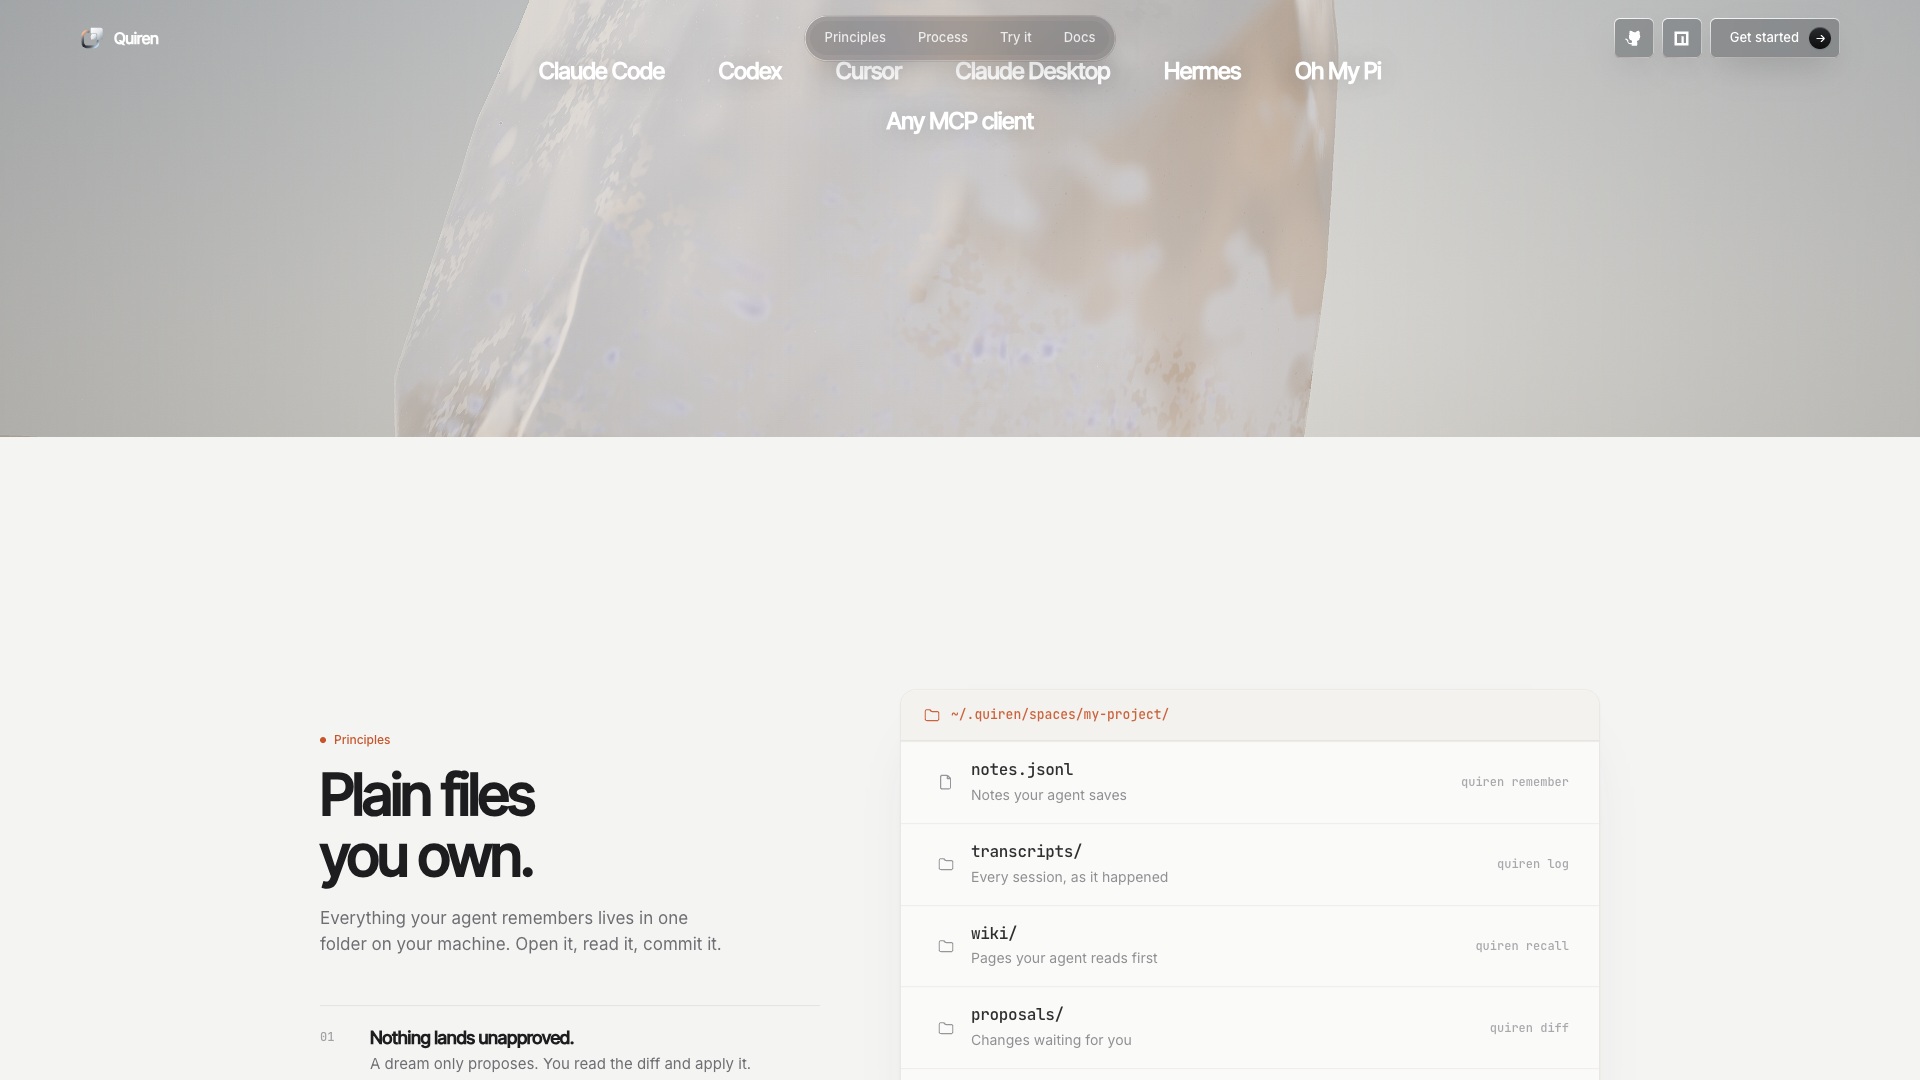 Quiren
Principles
Process
Try it
Docs
Get started
Claude Code
Codex
Cursor
Claude Desktop
Hermes
Oh My Pi
Any MCP client
Principles
Plain files
you own.
Everything your agent remembers lives in one
folder on your machine. Open it, read it, commit it.
01
Nothing lands unapproved.
A dream only proposes. You read the diff and apply it.
~/.quiren/spaces/my-project/
notes.jsonl
Notes your agent saves
quiren remember
transcripts/
Every session, as it happened
quiren log
wiki/
Pages your agent reads first
quiren recall
proposals/
Changes waiting for you
quiren diff